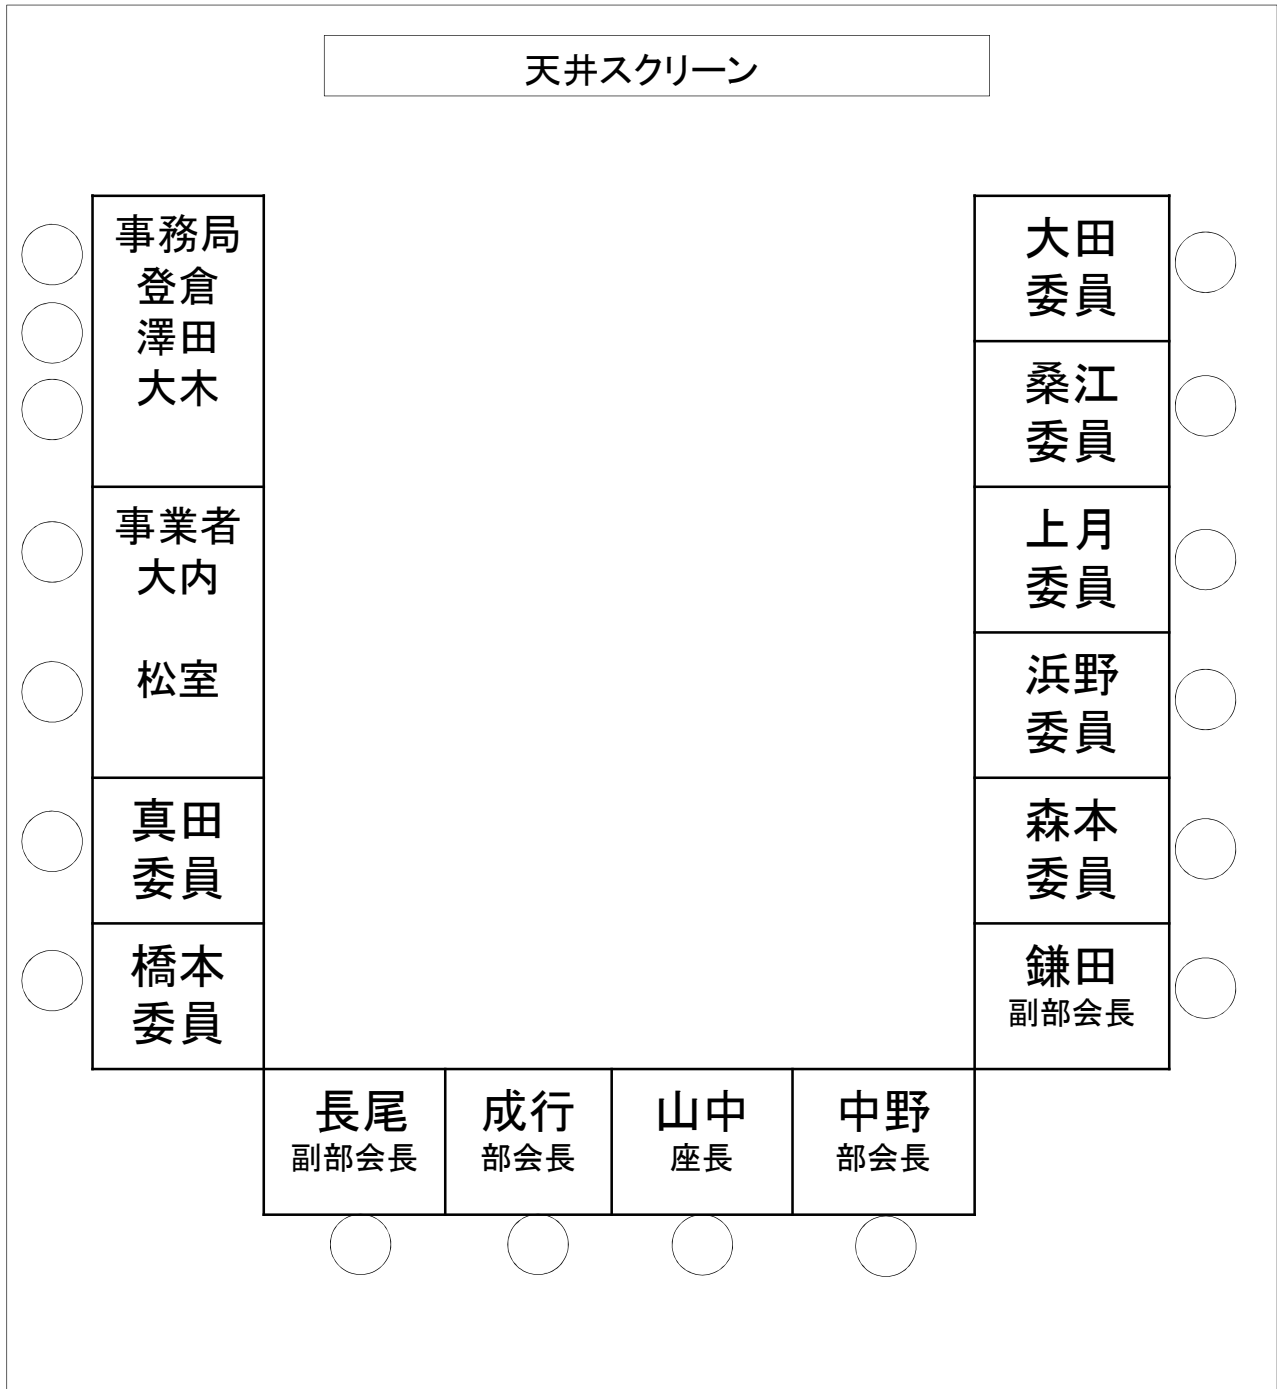 天井スクリーン
事務局
登倉
澤田
大木
事業者
大内
松室
真田
委員
橋本
委員
長尾
副部会長
成行
部会長
山中
座長
中野
部会長
大田
委員
桑江
委員
上月
委員
浜野
委員
森本
委員
鎌田
副部会長